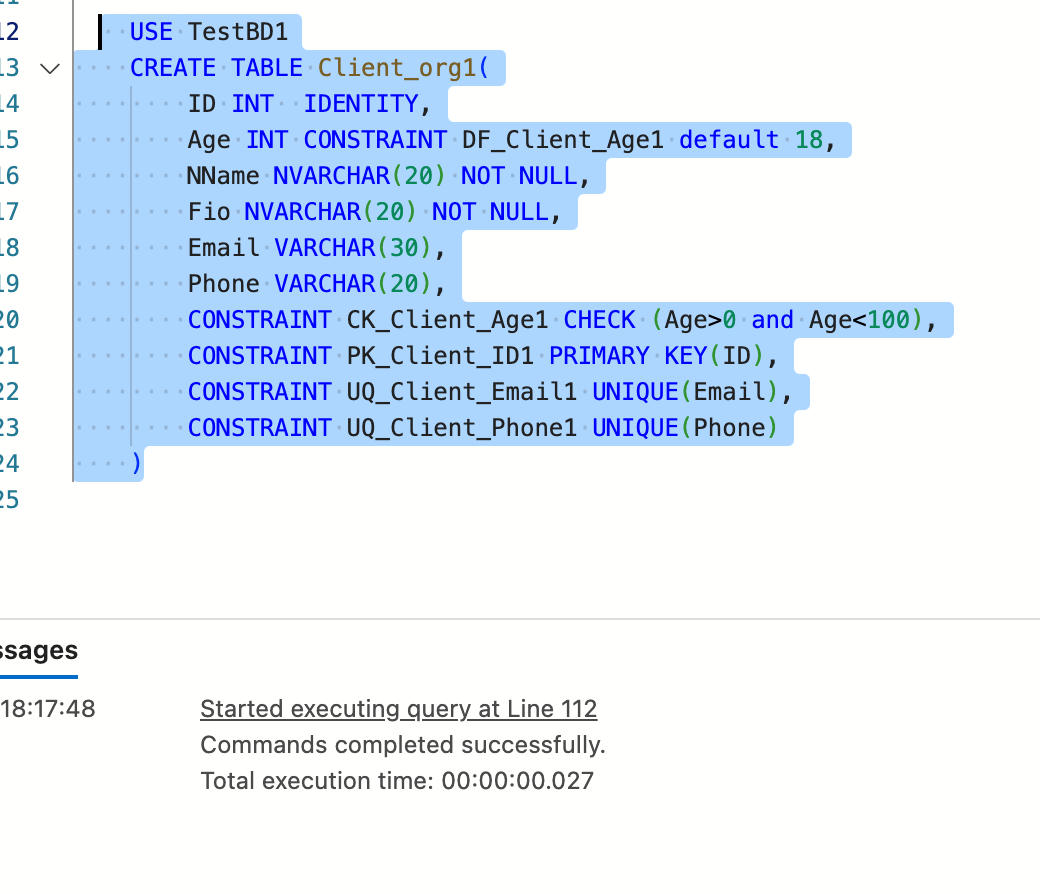 12 USE TestBD1
13 CREATE TABLE Client_org1(
14 ID INT  IDENTITY,
15 Age INT CONSTRAINT DF_Client_Age1 default 18,
16 NName NVARCHAR(20) NOT NULL,
17 Fio NVARCHAR(20) NOT NULL,
18 Email VARCHAR(30),
19 Phone VARCHAR(20),
20 CONSTRAINT CK_Client_Age1 CHECK (Age>0 and Age<100),
21 CONSTRAINT PK_Client_ID1 PRIMARY KEY(ID),
22 CONSTRAINT UQ_Client_Email1 UNIQUE(Email),
23 CONSTRAINT UQ_Client_Phone1 UNIQUE(Phone)
24 )
25
ssages
18:17:48 Started executing query at Line 112
Commands completed successfully.
Total execution time: 00:00:00.027